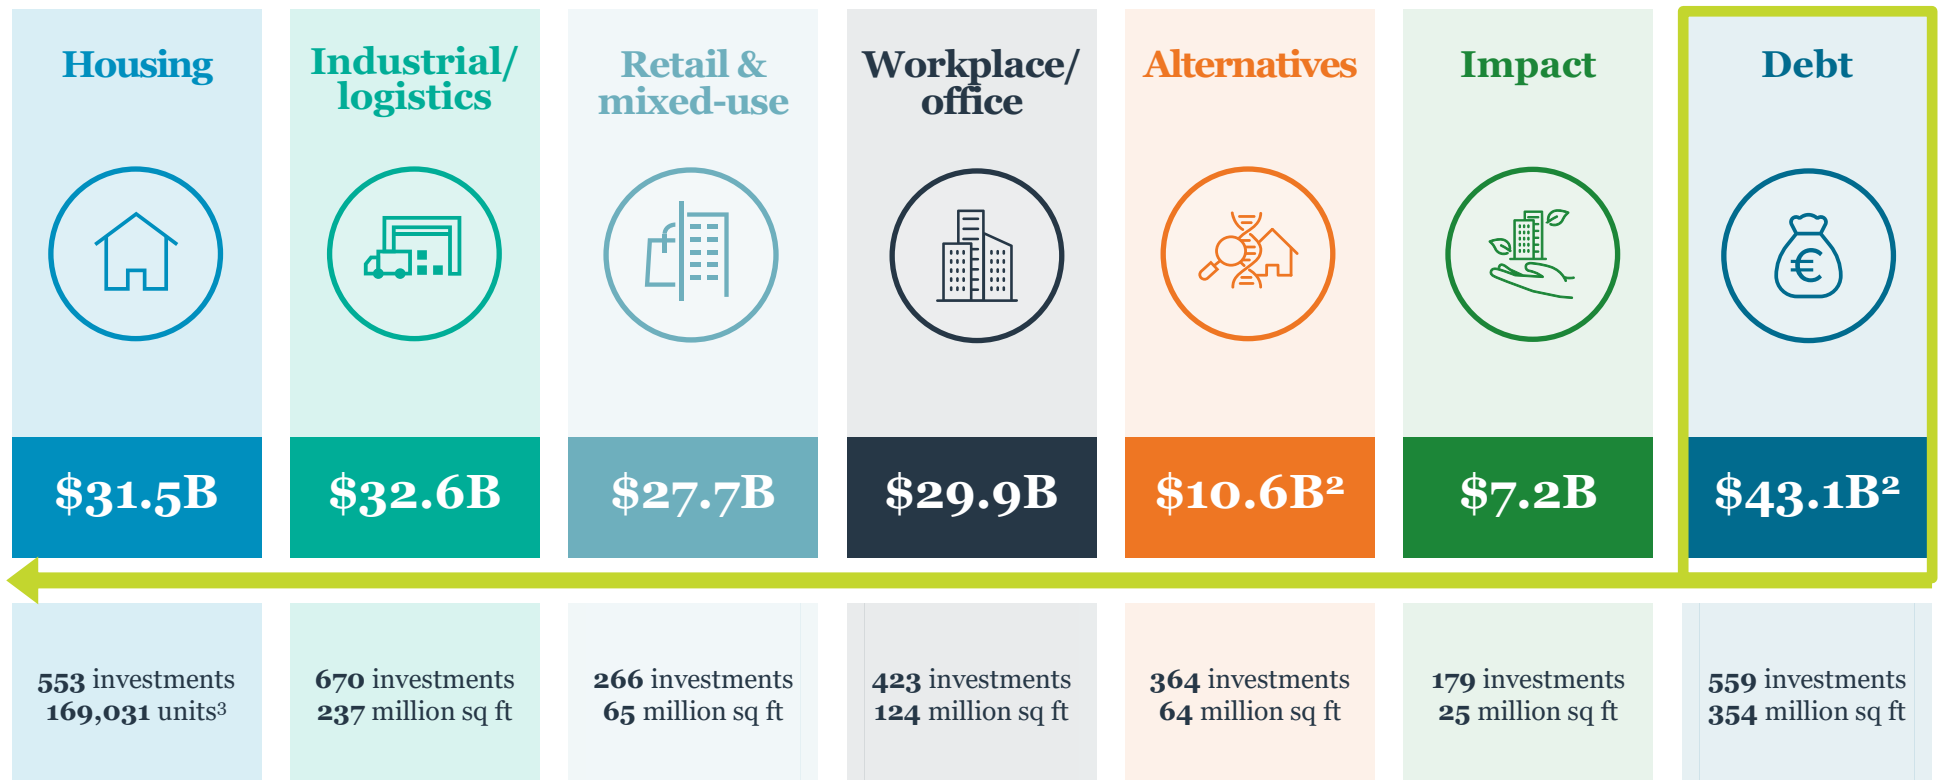 Housing
Industrial/
logistics
Retail &
mixed-use
Workplace/
office
Alternatives
Impact
Debt
€
$31.5B
$32.6B
$27.7B
$29.9B
$10.6B²
$7.2B
$43.1B²
553 investments
169,031 units³
670 investments
237 million sq ft
266 investments
65 million sq ft
423 investments
124 million sq ft
364 investments
64 million sq ft
179 investments
25 million sq ft
559 investments
354 million sq ft